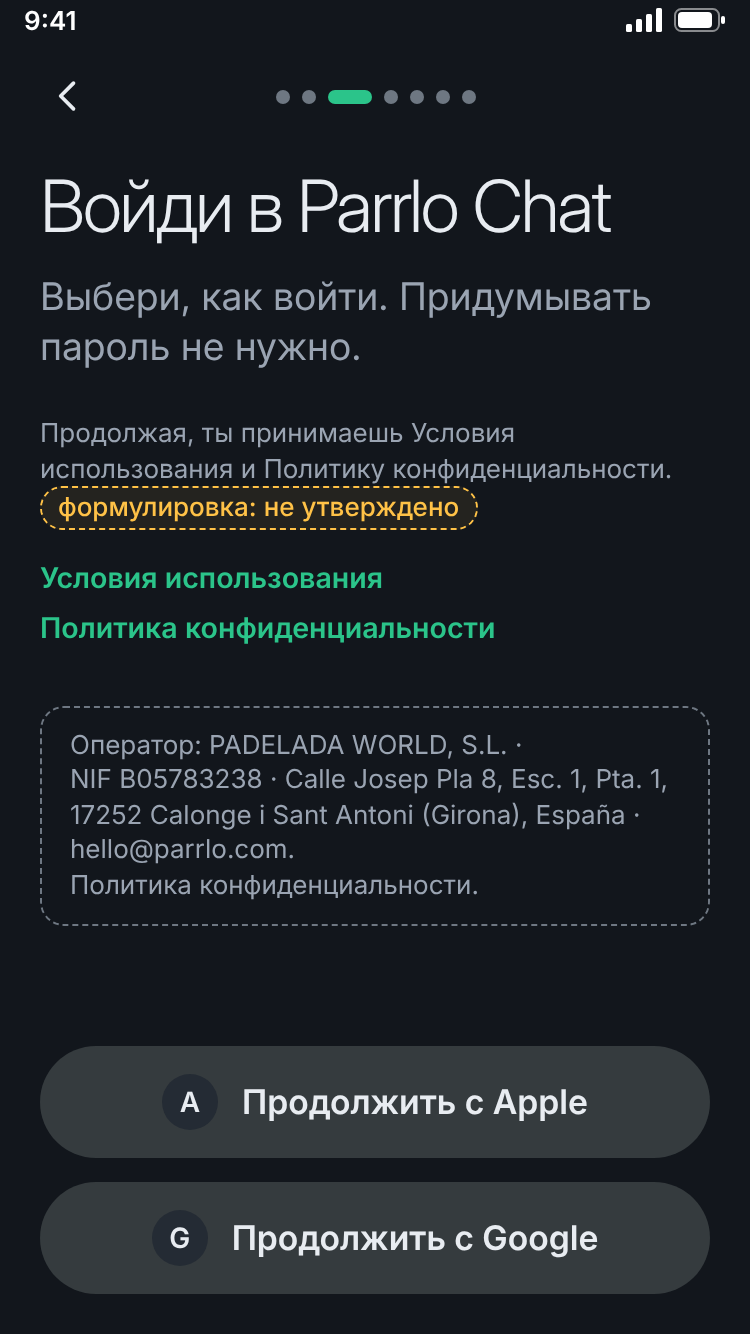 9:41
Войди в Parrlo Chat
Выбери, как войти. Придумывать
пароль не нужно.
Продолжая, ты принимаешь Условия
использования и Политику конфиденциальности.
формулировка: не утверждено
Условия использования
Политика конфиденциальности
Оператор: PADELADA WORLD, S.L. ·
NIF B05783238 · Calle Josep Pla 8, Esc. 1, Pta. 1,
17252 Calonge i Sant Antoni (Girona), España ·
hello@parrlo.com.
Политика конфиденциальности.
A Продолжить с Apple
G Продолжить с Google